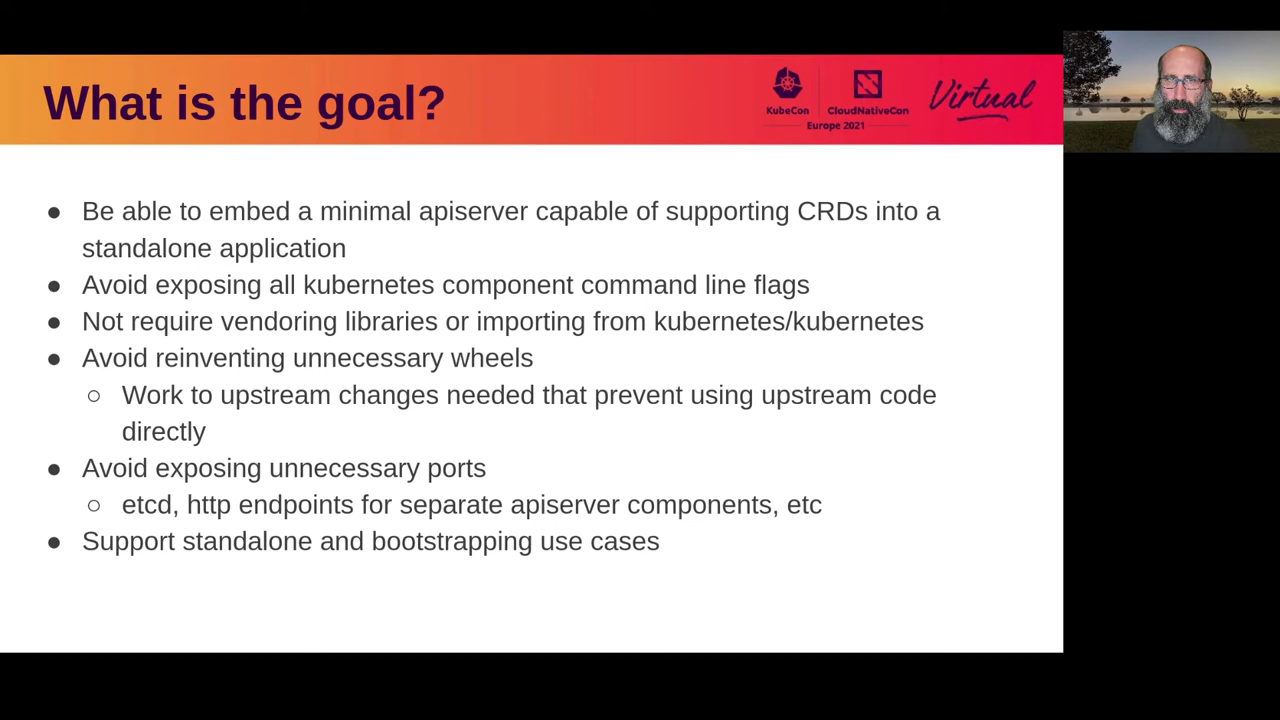 What is the goal?
KubeCon
CloudNativeCon
Europe 2021
Virtual
● Be able to embed a minimal apiserver capable of supporting CRDs into a
standalone application
● Avoid exposing all kubernetes component command line flags
● Not require vendoring libraries or importing from kubernetes/kubernetes
● Avoid reinventing unnecessary wheels
○ Work to upstream changes needed that prevent using upstream code
directly
● Avoid exposing unnecessary ports
○ etcd, http endpoints for separate apiserver components, etc
● Support standalone and bootstrapping use cases